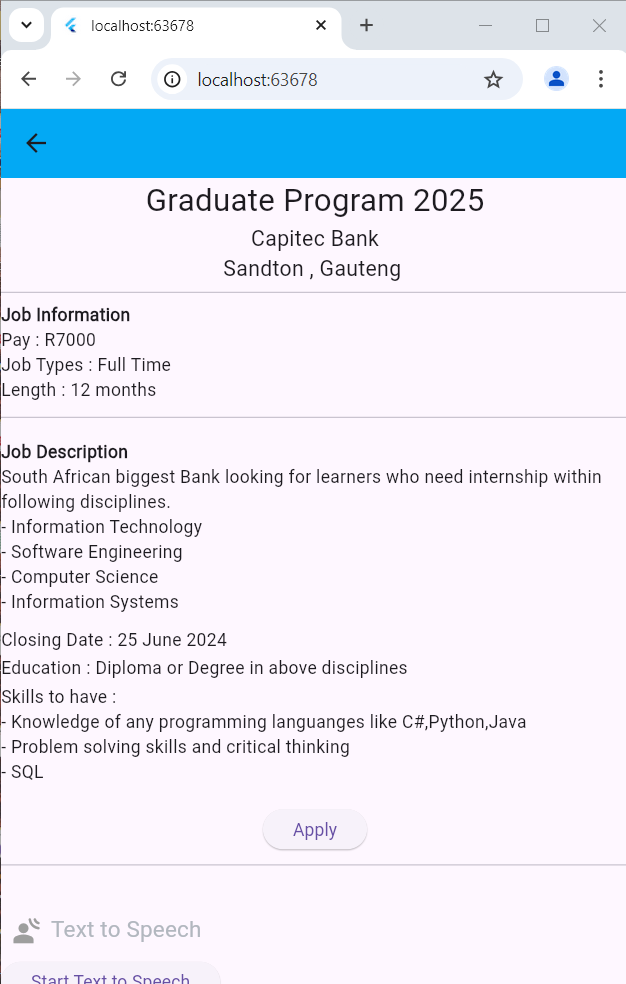 localhost:63678
localhost:63678
Graduate Program 2025
Capitec Bank
Sandton , Gauteng
Job Information
Pay : R7000
Job Types : Full Time
Length : 12 months
Job Description
South African biggest Bank looking for learners who need internship within
following disciplines.
- Information Technology
- Software Engineering
- Computer Science
- Information Systems
Closing Date : 25 June 2024
Education : Diploma or Degree in above disciplines
Skills to have :
- Knowledge of any programming languanges like C#,Python,Java
- Problem solving skills and critical thinking
- SQL
Apply
Text to Speech
Start Text to Speech